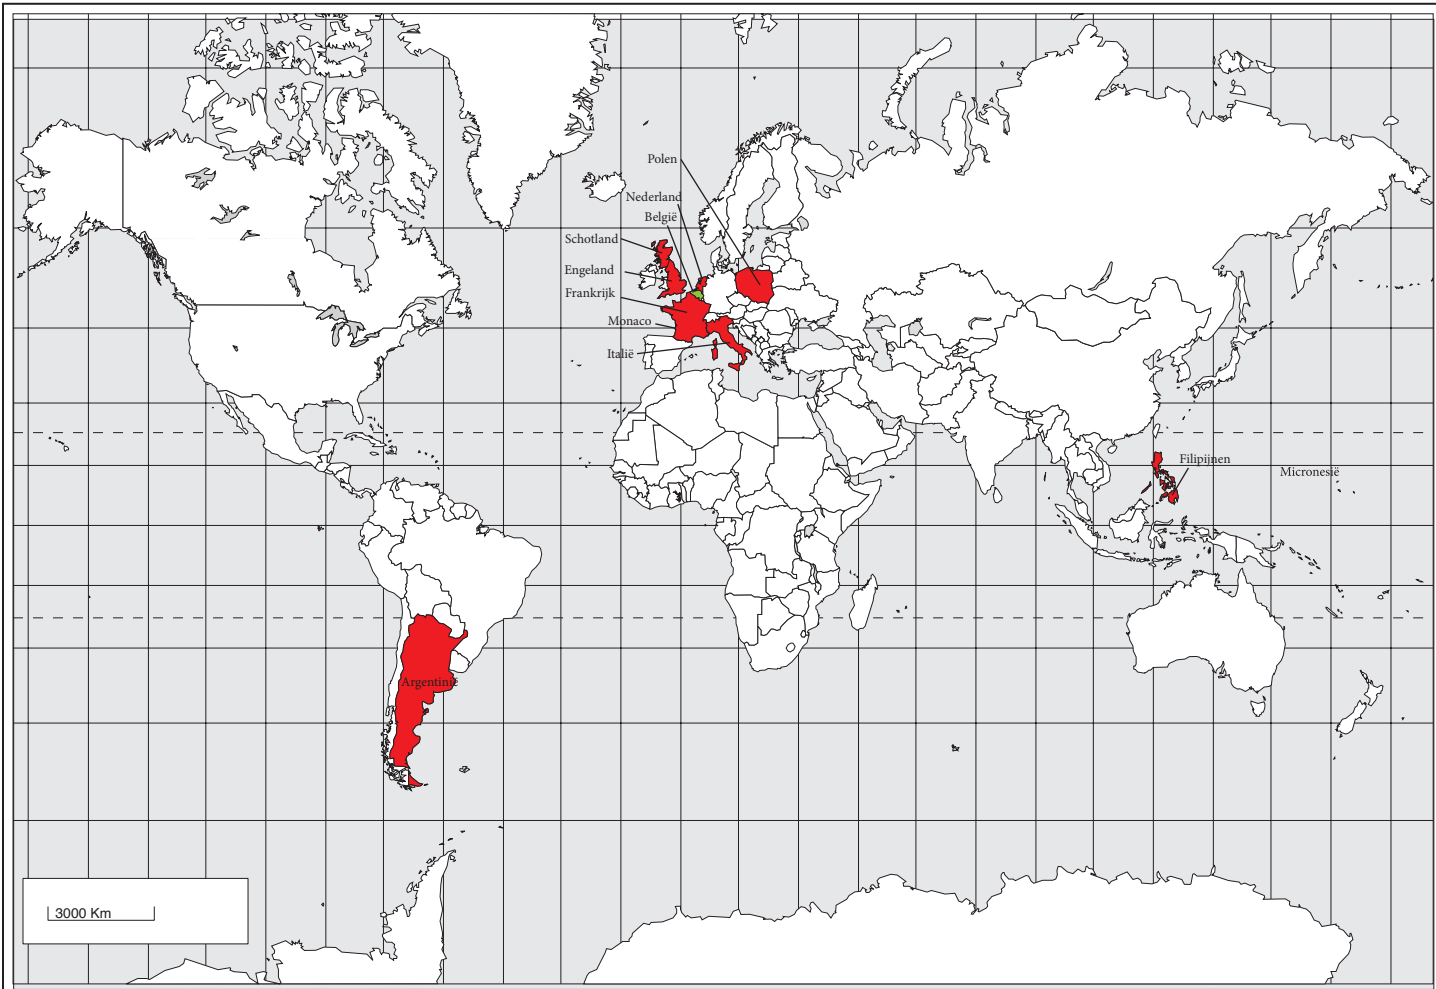 Polen
Nederland
België
Schotland
Engeland
Frankrijk
Monaco
Italië
Filipijnen
Micronesië
Argentinië
3000 Km